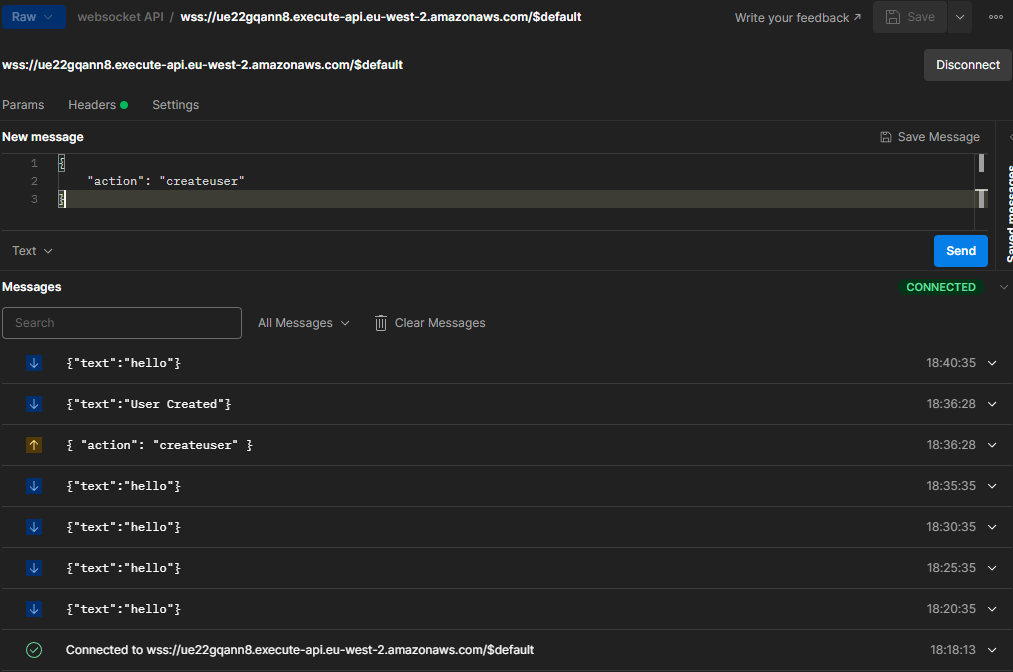 Raw websocket API / wss://ue22gqann8.execute-api.eu-west-2.amazonaws.com/$default Write your feedback ↗ Save
wss://ue22gqann8.execute-api.eu-west-2.amazonaws.com/$default Disconnect
Params Headers Settings
New message Save Message
1 {
2 "action": "createuser"
3 }
Saved messages
Text Send
Messages CONNECTED
Search All Messages Clear Messages
{"text":"hello"} 18:40:35
{"text":"User Created"} 18:36:28
{ "action": "createuser" } 18:36:28
{"text":"hello"} 18:35:35
{"text":"hello"} 18:30:35
{"text":"hello"} 18:25:35
{"text":"hello"} 18:20:35
Connected to wss://ue22gqann8.execute-api.eu-west-2.amazonaws.com/$default 18:18:13